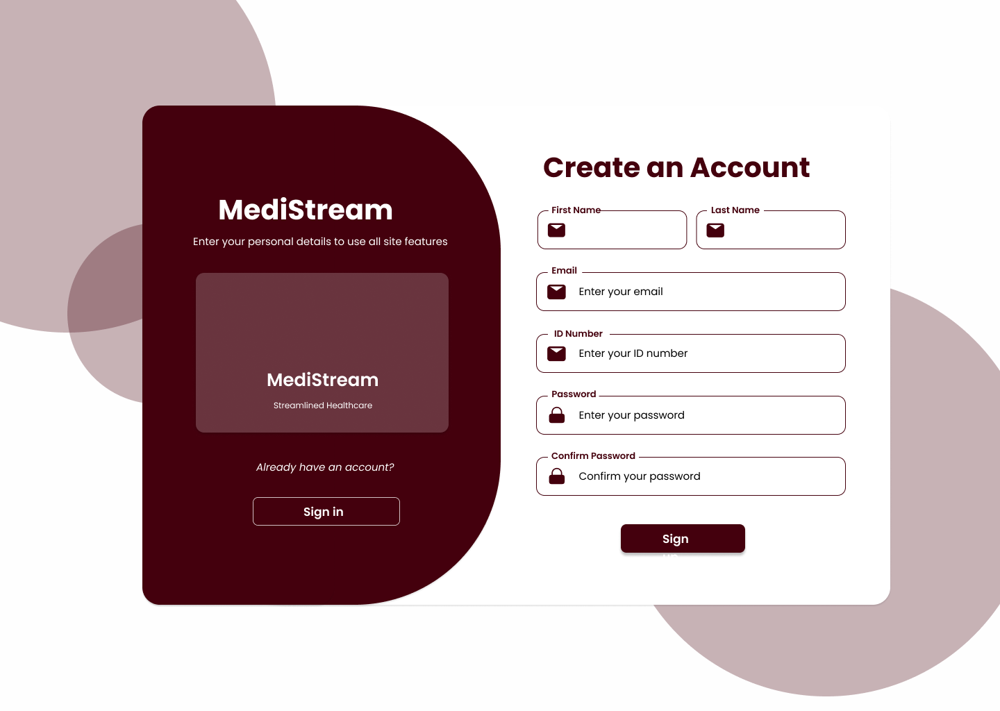 MediStream
Enter your personal details to use all site features
MediStream
Streamlined Healthcare
Already have an account?
Sign in
Create an Account
First Name
Last Name
Email
Enter your email
ID Number
Enter your ID number
Password
Enter your password
Confirm Password
Confirm your password
Sign